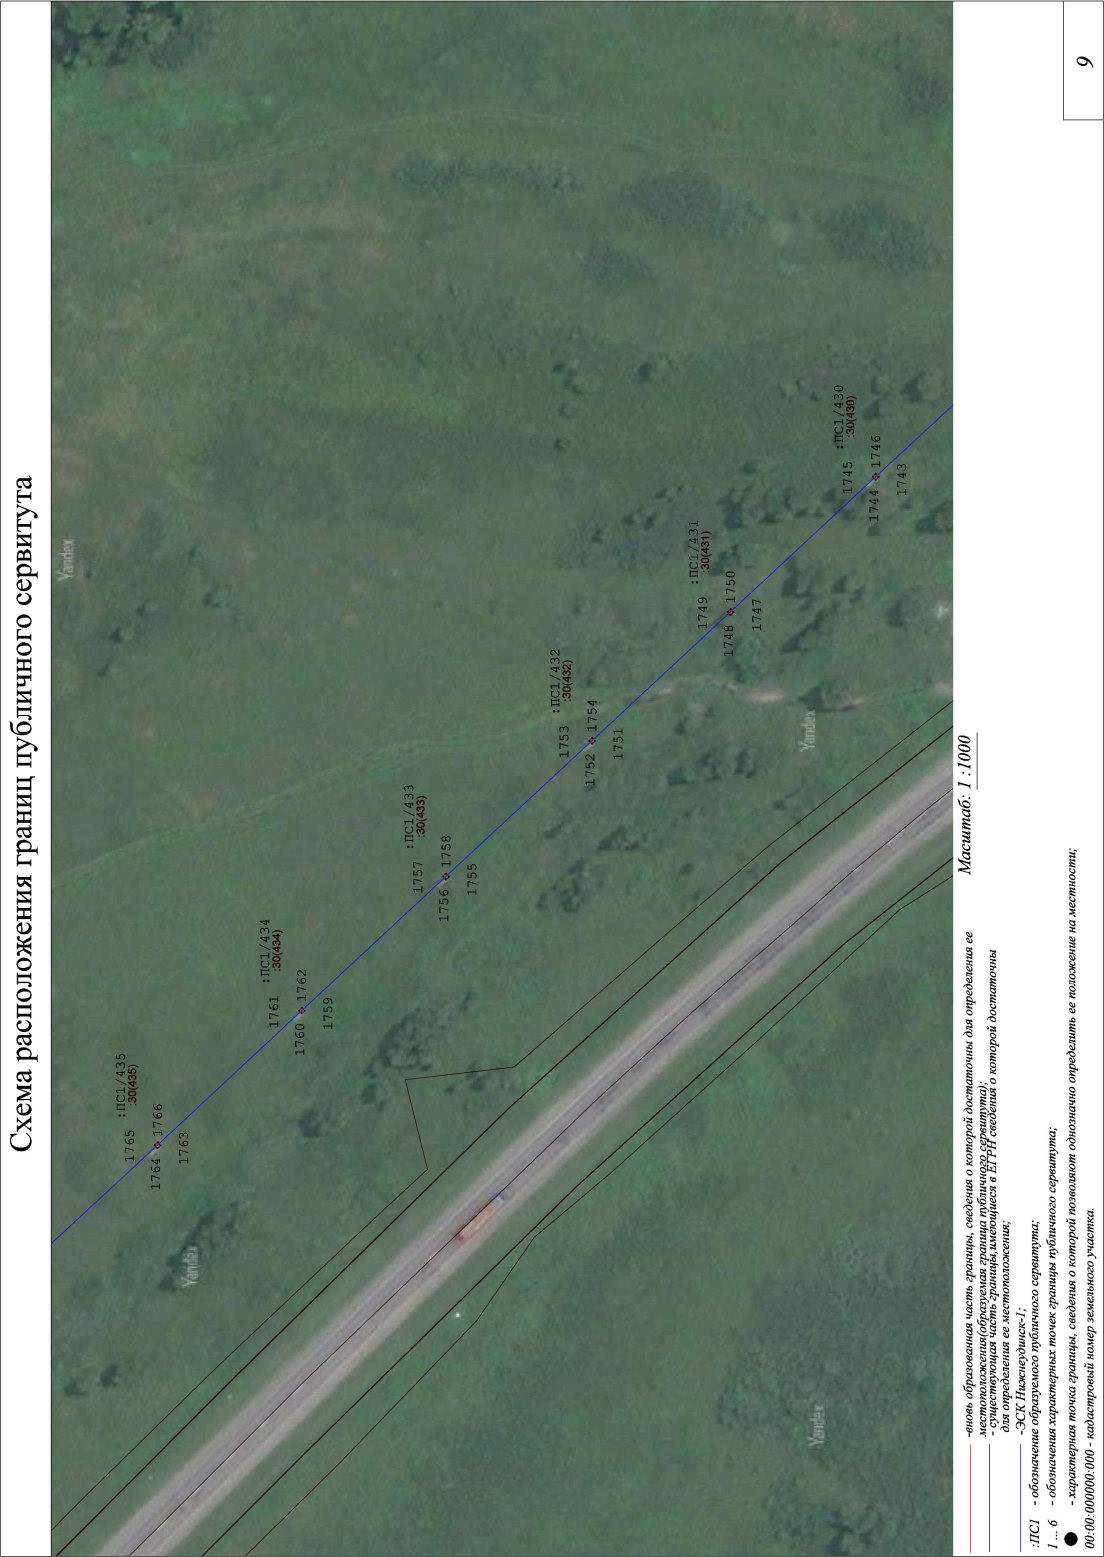 Схема расположения границ публичного сервитута
Yandex
1765
:ПС1/435
:30(435)
1764
1766
1763
1761
:ПС1/434
:30(434)
1760
1762
1759
1757
:ПС1/433
:30(433)
1756
1758
1755
1753
:ПС1/432
:30(432)
1752
1754
1751
1749
:ПС1/431
:30(431)
1748
1750
1747
1745
:ПС1/430
:30(430)
1744
1746
1743
Yandex
Yandex
Yandex
Масштаб: 1 :1000
-вновь образованная часть границы, сведения о которой достаточны для определения ее
местоположения(образуемая граница публичного сервитута);
- существующая часть границы,имеющиеся в ЕГРН сведения о которой достаточны
для определения ее местоположения;
-ЭСК Нижнеудинск-1;
:ПС1 - обозначение образуемого публичного сервитута;
1 ... 6 - обозначения характерных точек границы публичного сервитута;
- характерная точка границы, сведения о которой позволяют однозначно определить ее положение на местности;
00:00:000000:000 - кадастровый номер земельного участка.
9